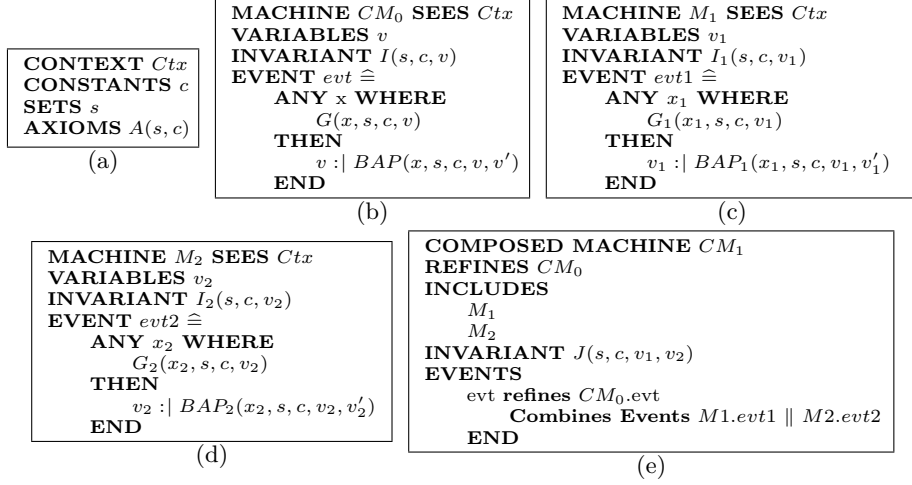 CONTEXT Ctx
CONSTANTS c
SETS s
AXIOMS A(s, c)
(a)
MACHINE CM₀ SEES Ctx
VARIABLES v
INVARIANT I(s, c, v)
EVENT evt ≙
ANY x WHERE
G(x, s, c, v)
THEN
v :| BAP(x, s, c, v, v′)
END
(b)
MACHINE M₁ SEES Ctx
VARIABLES v₁
INVARIANT I₁(s, c, v₁)
EVENT evt1 ≙
ANY x₁ WHERE
G₁(x₁, s, c, v₁)
THEN
v₁ :| BAP₁(x₁, s, c, v₁, v′₁)
END
(c)
MACHINE M₂ SEES Ctx
VARIABLES v₂
INVARIANT I₂(s, c, v₂)
EVENT evt2 ≙
ANY x₂ WHERE
G₂(x₂, s, c, v₂)
THEN
v₂ :| BAP₂(x₂, s, c, v₂, v′₂)
END
(d)
COMPOSED MACHINE CM₁
REFINES CM₀
INCLUDES
M₁
M₂
INVARIANT J(s, c, v₁, v₂)
EVENTS
evt refines CM₀.evt
Combines Events M1.evt1 ∥ M2.evt2
END
(e)